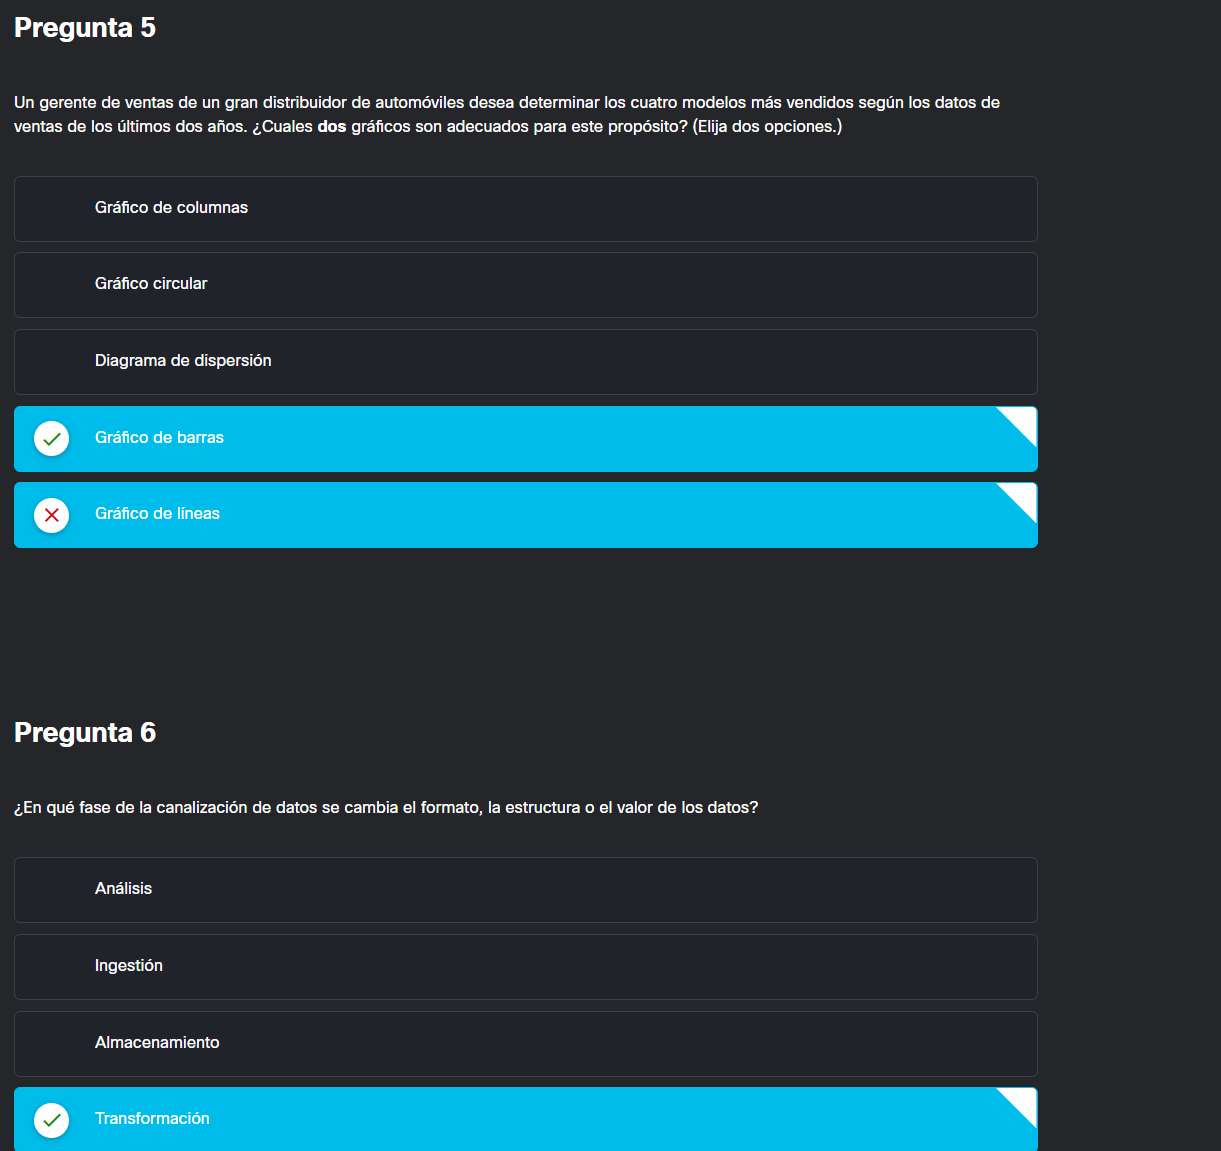 Pregunta 5
Un gerente de ventas de un gran distribuidor de automóviles desea determinar los cuatro modelos más vendidos según los datos de
ventas de los últimos dos años. ¿Cuales dos gráficos son adecuados para este propósito? (Elija dos opciones.)
Gráfico de columnas
Gráfico circular
Diagrama de dispersión
Gráfico de barras
Gráfico de líneas
Pregunta 6
¿En qué fase de la canalización de datos se cambia el formato, la estructura o el valor de los datos?
Análisis
Ingestión
Almacenamiento
Transformación